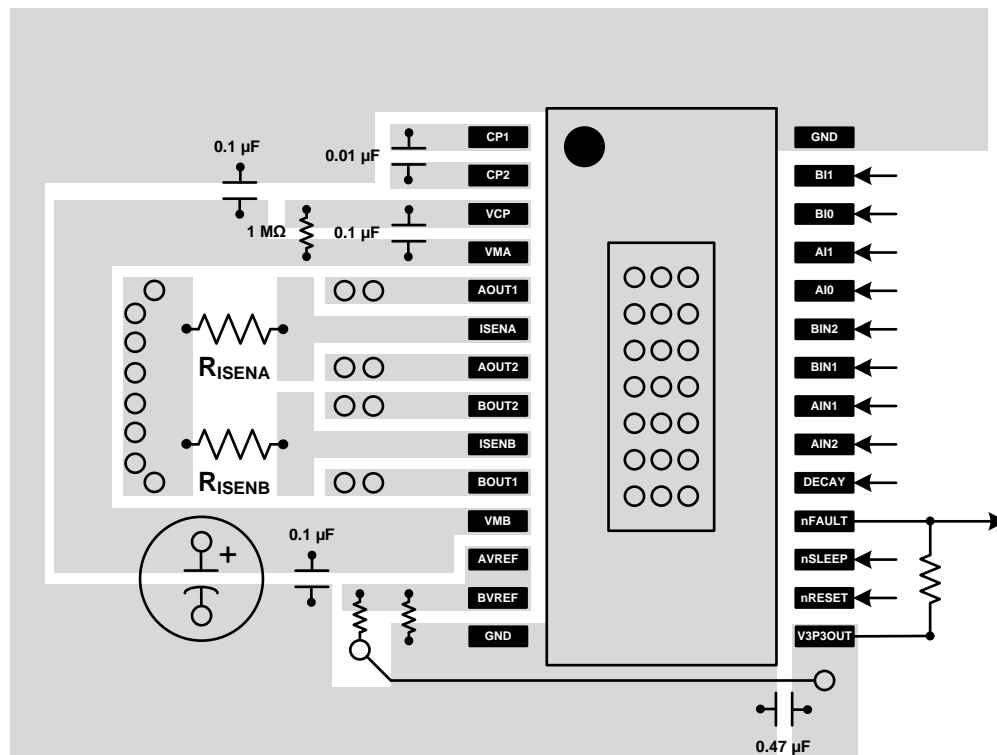 CP1
GND
0.1 µF
0.01 µF
CP2
BI1
VCP
BI0
1 MΩ
0.1 µF
VMA
AI1
AOUT1
AI0
ISENA
BIN2
RISENA
AOUT2
BIN1
BOUT2
AIN1
ISENB
AIN2
RISENB
BOUT1
DECAY
VMB
nFAULT
0.1 µF
+
AVREF
nSLEEP
BVREF
nRESET
GND
V3P3OUT
0.47 µF